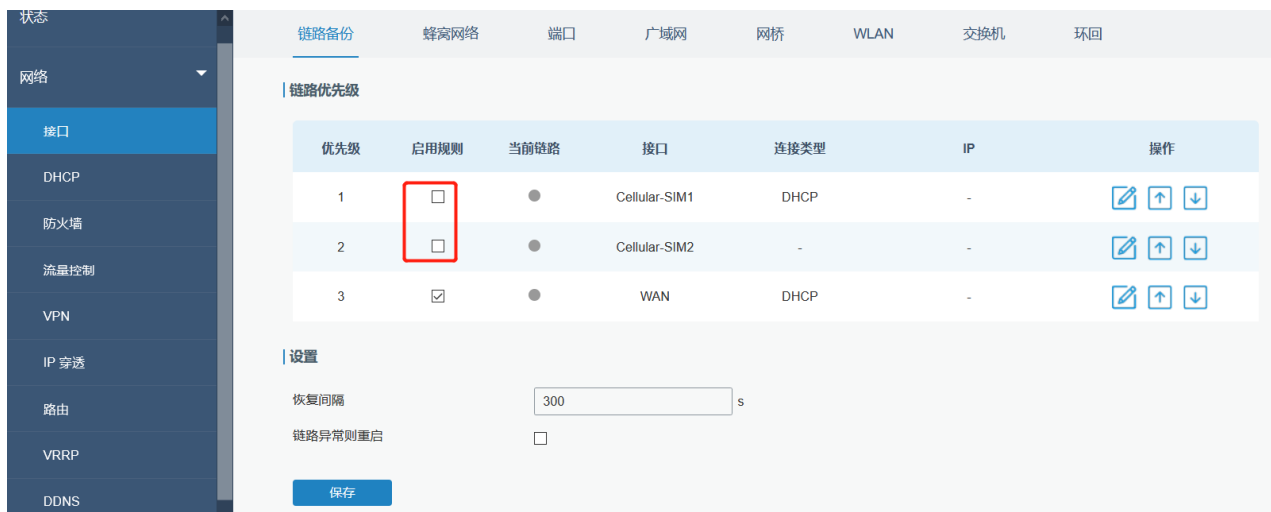 状态
网络
接口
DHCP
防火墙
流量控制
VPN
IP 穿透
路由
VRRP
DDNS
链路备份 蜂窝网络 端口 广域网 网桥 WLAN 交换机 环回
链路优先级
优先级 启用规则 当前链路 接口 连接类型 IP 操作
1 Cellular-SIM1 DHCP -
2 Cellular-SIM2 - -
3 WAN DHCP -
设置
恢复间隔 300 s
链路异常则重启
保存